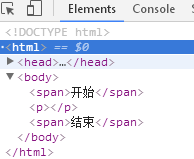 Elements Console
<!DOCTYPE html>
<html> == $0
▶<head>…</head>
▼<body>
<span>开始</span>
<p></p>
<span>结束</span>
</body>
</html>